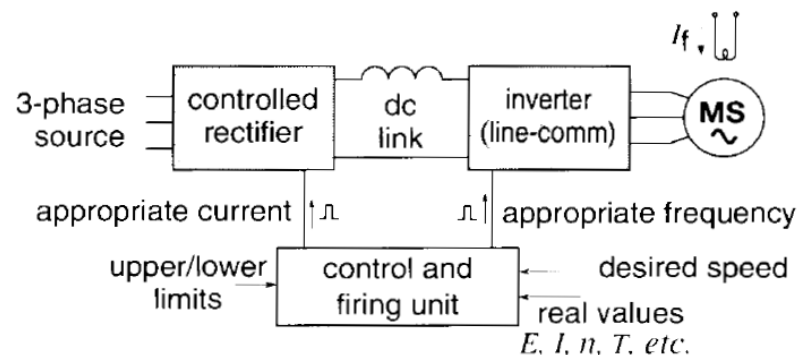 I_f
3-phase
source
controlled
rectifier
dc
link
inverter
(line-comm)
MS
appropriate current
appropriate frequency
upper/lower
limits
control and
firing unit
desired speed
real values
E, I, n, T, etc.